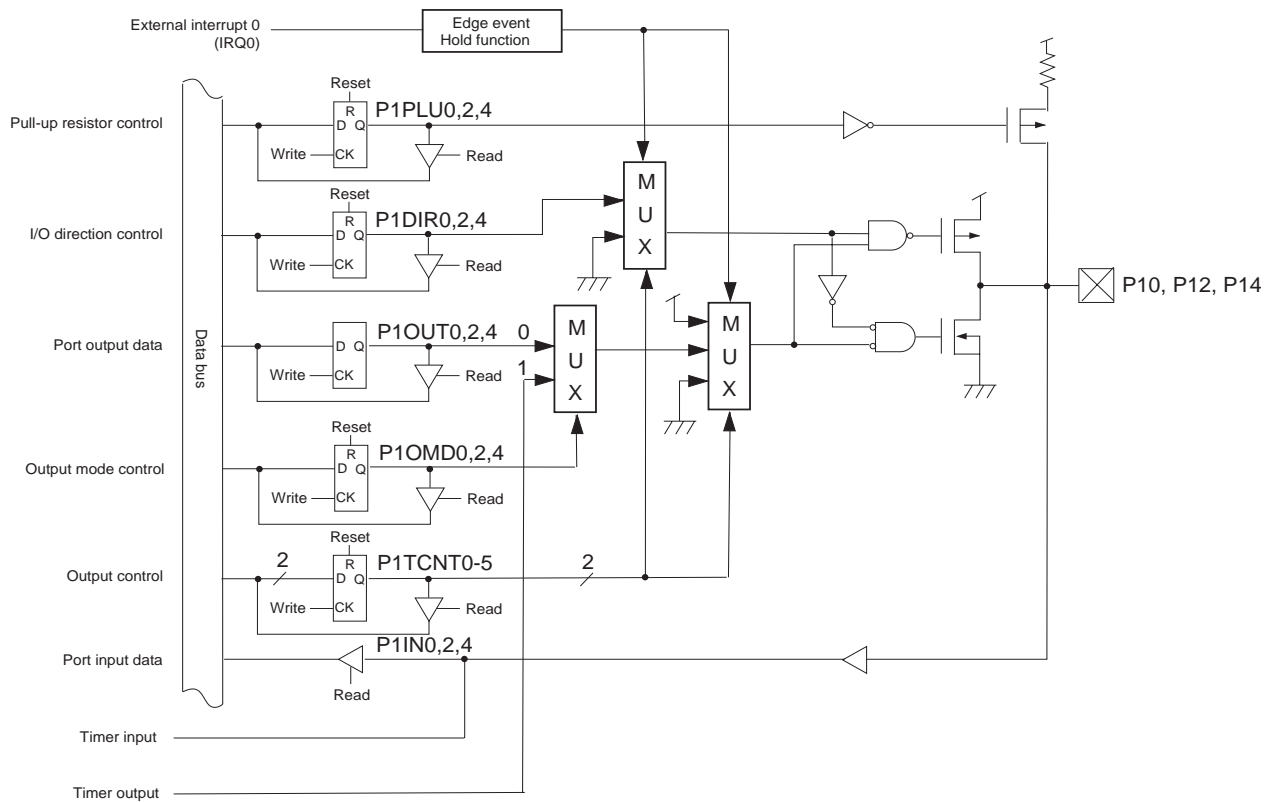 External interrupt 0
(IRQ0)
Edge event
Hold function
Reset
R
D Q
CK
P1PLU0,2,4
Pull-up resistor control
Write
Read
M
U
X
Reset
R
D Q
CK
P1DIR0,2,4
I/O direction control
Write
Read
P10, P12, P14
Data bus
D Q
CK
P1OUT0,2,4
0
1
Port output data
Write
Read
M
U
X
M
U
X
Reset
R
D Q
CK
P1OMD0,2,4
Output mode control
Write
Read
Reset
R
D Q
CK
2
P1TCNT0-5
2
Output control
Write
Read
P1IN0,2,4
Port input data
Read
Timer input
Timer output